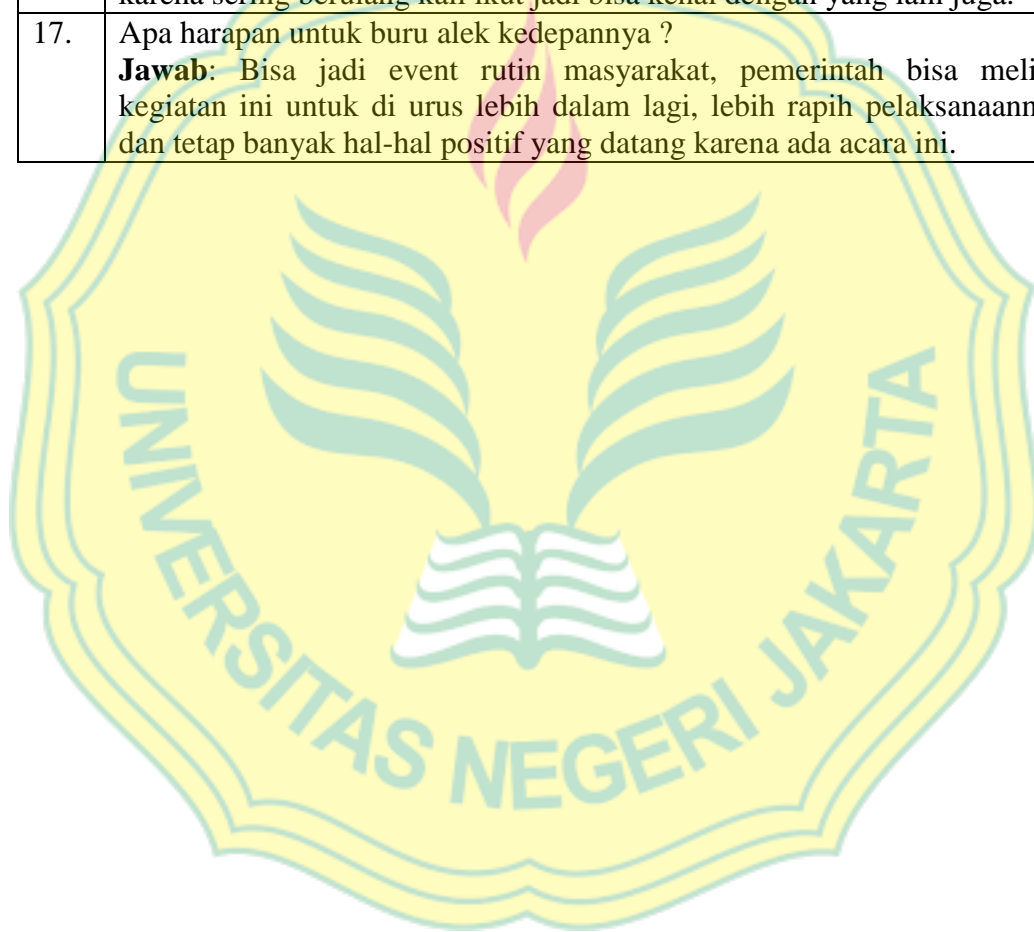 karena sering berulang kali ikut jadi bisa kenal dengan yang lain juga.
17. Apa harapan untuk buru alek kedepannya ?
Jawab: Bisa jadi event rutin masyarakat, pemerintah bisa meli
kegiatan ini untuk di urus lebih dalam lagi, lebih rapih pelaksanaann
dan tetap banyak hal-hal positif yang datang karena ada acara ini.
UNIVERSITAS NEGERI JAKARTA